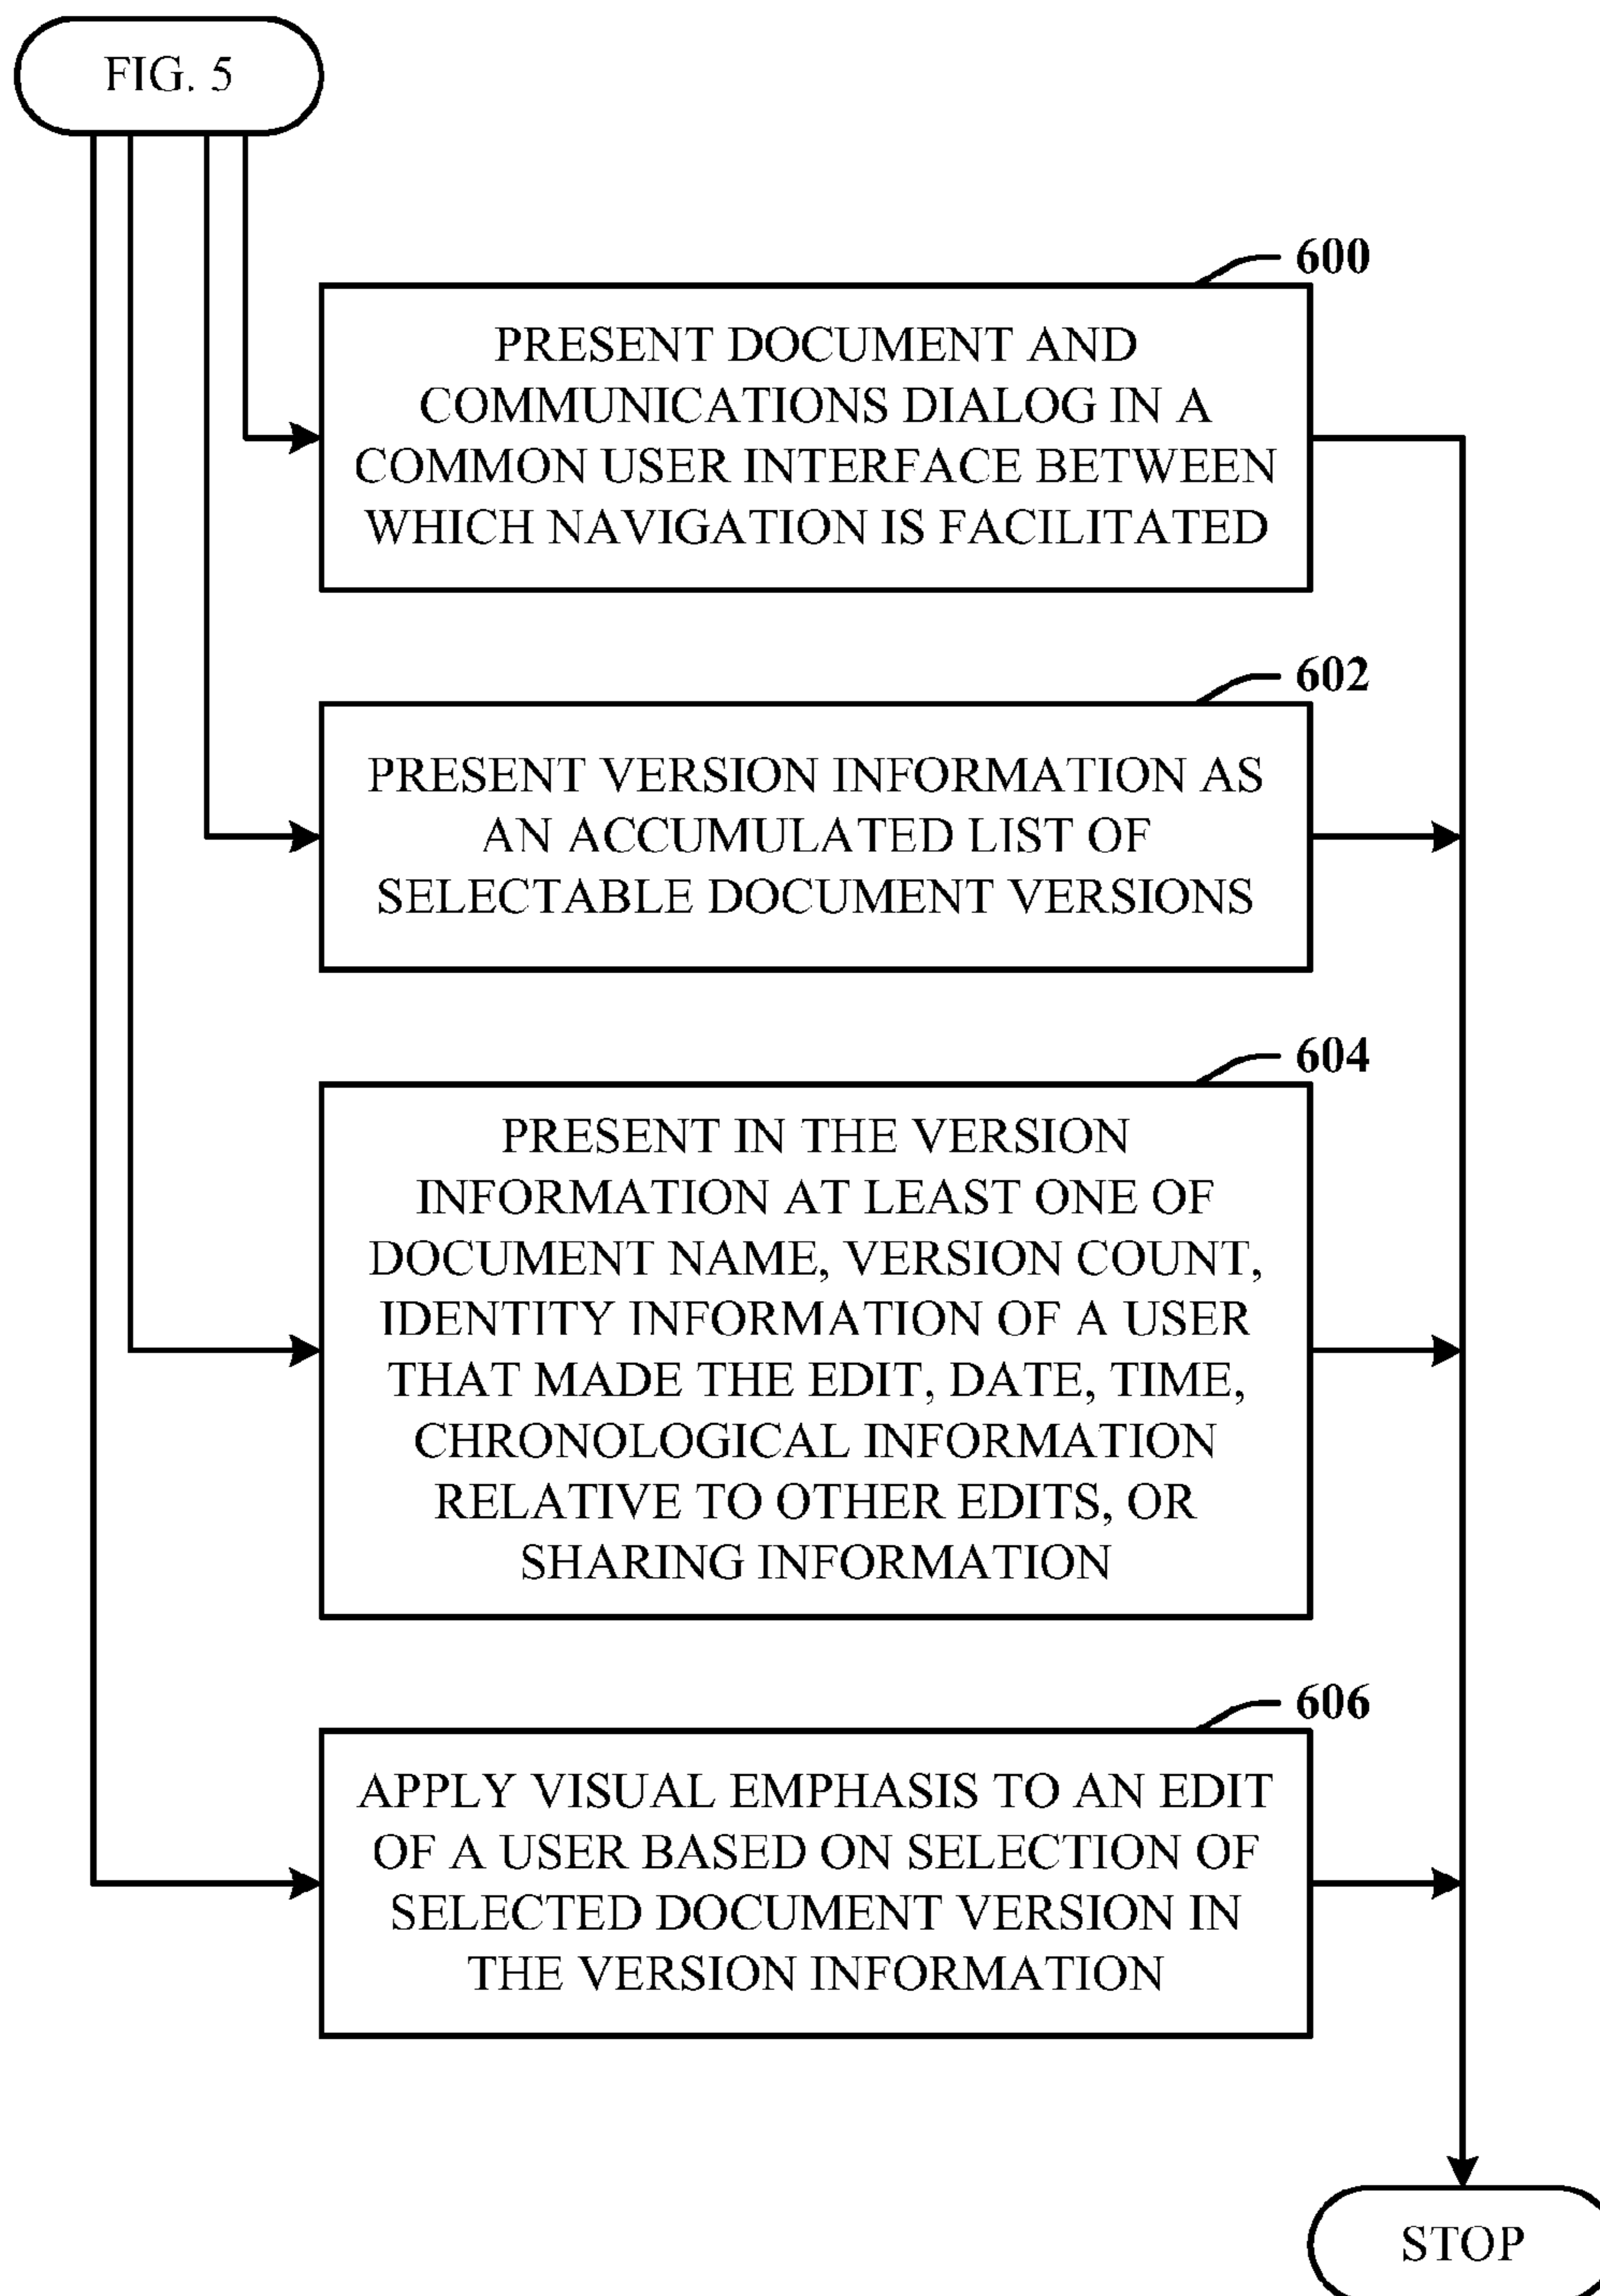 FIG. 5
600
PRESENT DOCUMENT AND
COMMUNICATIONS DIALOG IN A
COMMON USER INTERFACE BETWEEN
WHICH NAVIGATION IS FACILITATED
602
PRESENT VERSION INFORMATION AS
AN ACCUMULATED LIST OF
SELECTABLE DOCUMENT VERSIONS
604
PRESENT IN THE VERSION
INFORMATION AT LEAST ONE OF
DOCUMENT NAME, VERSION COUNT,
IDENTITY INFORMATION OF A USER
THAT MADE THE EDIT, DATE, TIME,
CHRONOLOGICAL INFORMATION
RELATIVE TO OTHER EDITS, OR
SHARING INFORMATION
606
APPLY VISUAL EMPHASIS TO AN EDIT
OF A USER BASED ON SELECTION OF
SELECTED DOCUMENT VERSION IN
THE VERSION INFORMATION
STOP